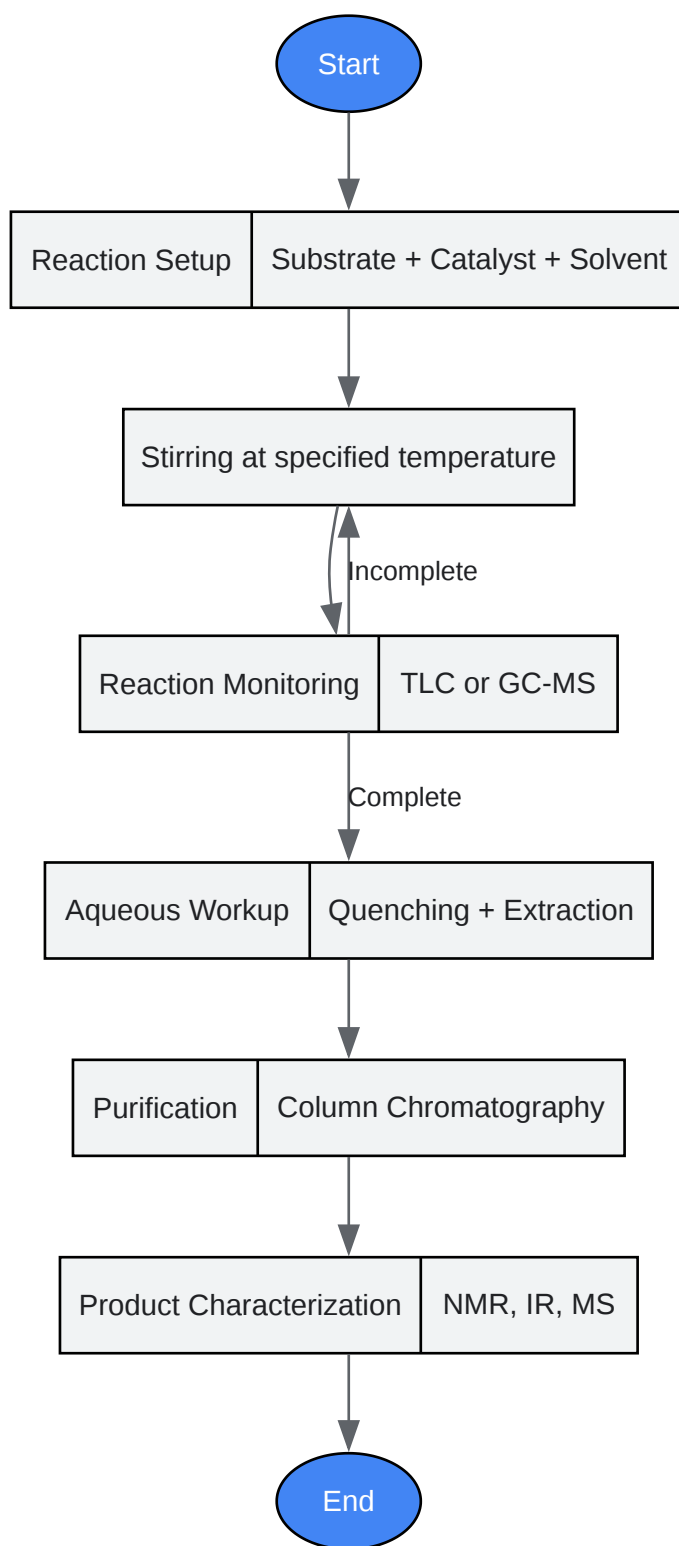 Start
Reaction Setup
Substrate + Catalyst + Solvent
Stirring at specified temperature
Incomplete
Reaction Monitoring
TLC or GC-MS
Complete
Aqueous Workup
Quenching + Extraction
Purification
Column Chromatography
Product Characterization
NMR, IR, MS
End